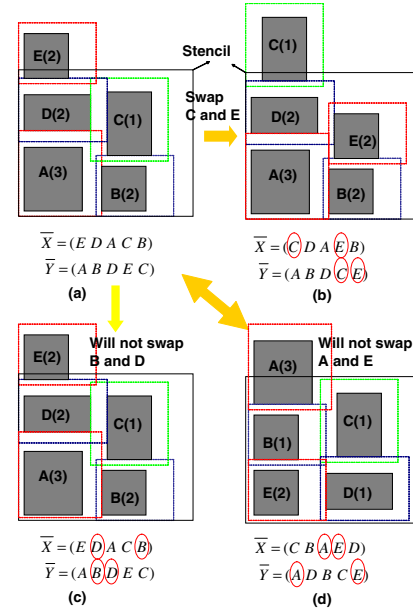 E(2)
D(2)
C(1)
A(3)
B(2)
X = (E D A C B)
Y = (A B D E C)
(a)
Stencil
Swap
C and E
C(1)
D(2)
E(2)
A(3)
B(2)
X = (C D A E B)
Y = (A B D C E)
(b)
Will not swap
B and D
E(2)
D(2)
C(1)
A(3)
B(2)
X = (E D A C B)
Y = (A B D E C)
(c)
Will not swap
A and E
A(3)
C(1)
B(1)
E(2)
D(1)
X = (C B A E D)
Y = (A D B C E)
(d)